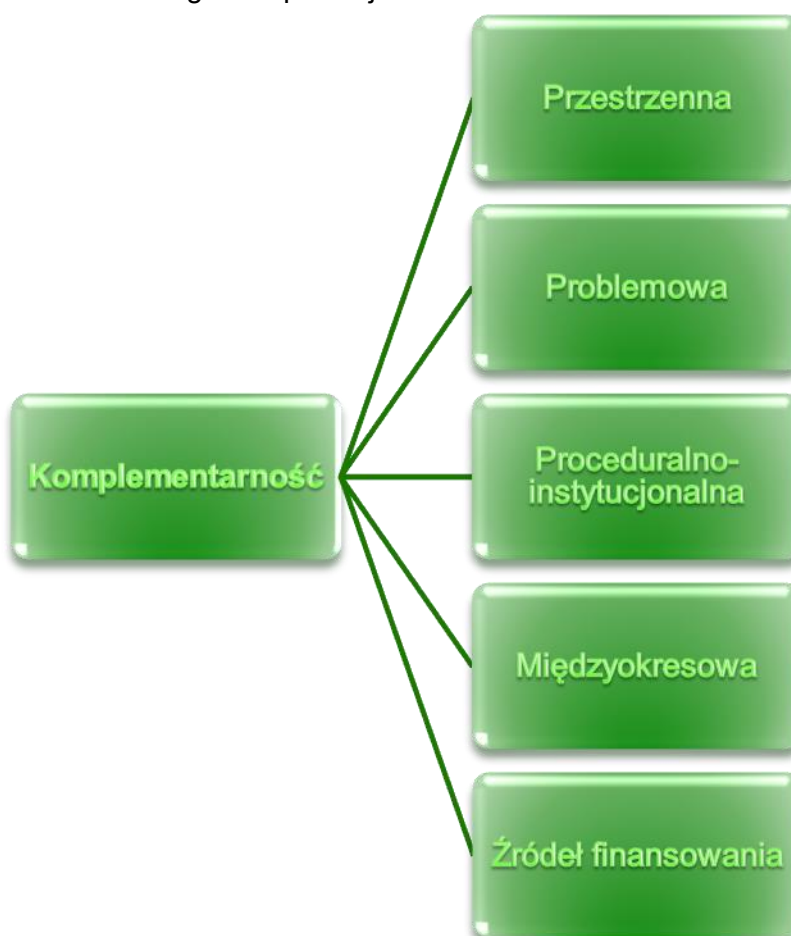 Przestrzenna
Problemowa
Komplementarność
Proceduralno-
instytucjonalna
Międzyokresowa
Źródeł finansowania